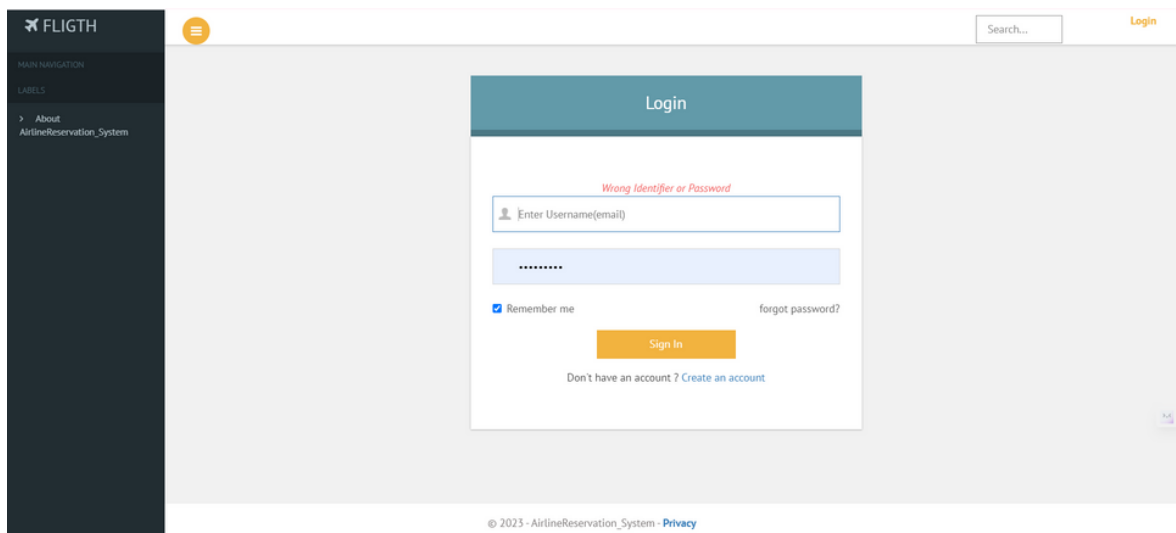 FLIGTH
Search...
Login
MAIN NAVIGATION
LABELS
> About
AirlineReservation_System
Login
Wrong Identifier or Password
Enter Username(email)
•••••••••
Remember me
forgot password?
Sign In
Don't have an account ? Create an account
© 2023 - AirlineReservation_System - Privacy